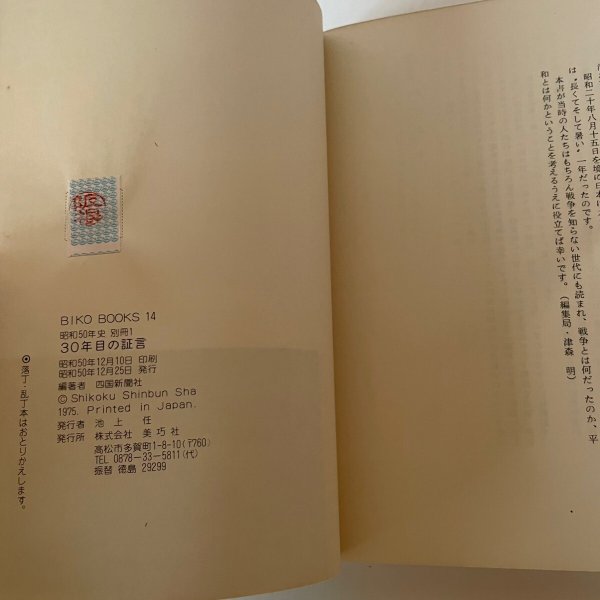 昭和二十年八月十五日を境に日本に
は“長くてそして暑い”一年だったのです。
本書が当時の人たちはもちろん戦争を知らない世代にも読まれ、戦争とは何だったのか、平
和とは何かということを考えるうえに役立てば幸いです。
（編集局・津森 明）
BIKO BOOKS 14
昭和50年史 別冊1
30年目の証言
昭和50年12月10日 印刷
昭和50年12月25日 発行
編著者 四国新聞社
© Shikoku Shinbun Sha
1975. Printed in Japan.
発行者 池上 任
発行所 株式会社 美巧社
高松市多賀町1-8-10(〒760)
TEL 0878-33-5811(代)
振替 徳島 29299
●落丁・乱丁本はおとりかえします。